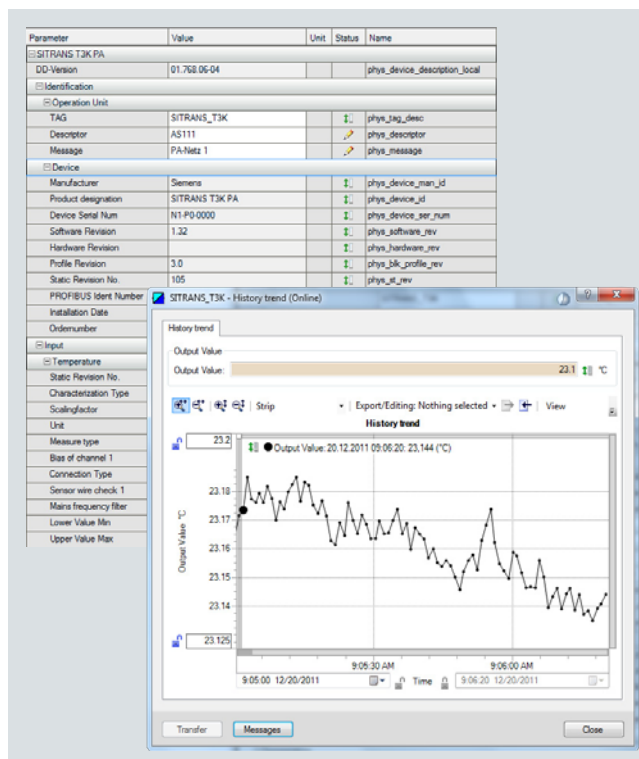 Parameter Value Unit Status Name
SITRANS T3K PA
DD-Version 01.768.06-04 phys_device_description_local
Identification
Operation Unit
TAG SITRANS_T3K phys_tag_desc
Descriptor AS111 phys_descriptor
Message PA-Netz 1 phys_message
Device
Manufacturer Siemens phys_device_man_id
Product designation SITRANS T3K PA phys_device_id
Device Serial Num N1-P0-0000 phys_device_ser_num
Software Revision 1.32 phys_software_rev
Hardware Revision phys_hardware_rev
Profile Revision 3.0 phys_blk_profile_rev
Static Revision No. 105 phys_st_rev
PROFIBUS Ident Number
Installation Date
Ordernumber
Input
Temperature
Static Revision No.
Characterization Type
Scalingfactor
Unit
Measure type
Bias of channel 1
Connection Type
Sensor wire check 1
Mains frequency filter
Lower Value Min
Upper Value Max
SITRANS_T3K - History trend (Online)
History trend
Output Value
Output Value: 23.1 °C
Strip Export/Editing: Nothing selected View
History trend
Output Value: 20.12.2011 09:06:20: 23,144 (°C)
Output Value °C
23.2
23.18
23.17
23.16
23.15
23.14
23.125
9:05:30 AM 9:06:00 AM
9:05:00 12/20/2011 Time 9:06:20 12/20/2011
Transfer Messages Close